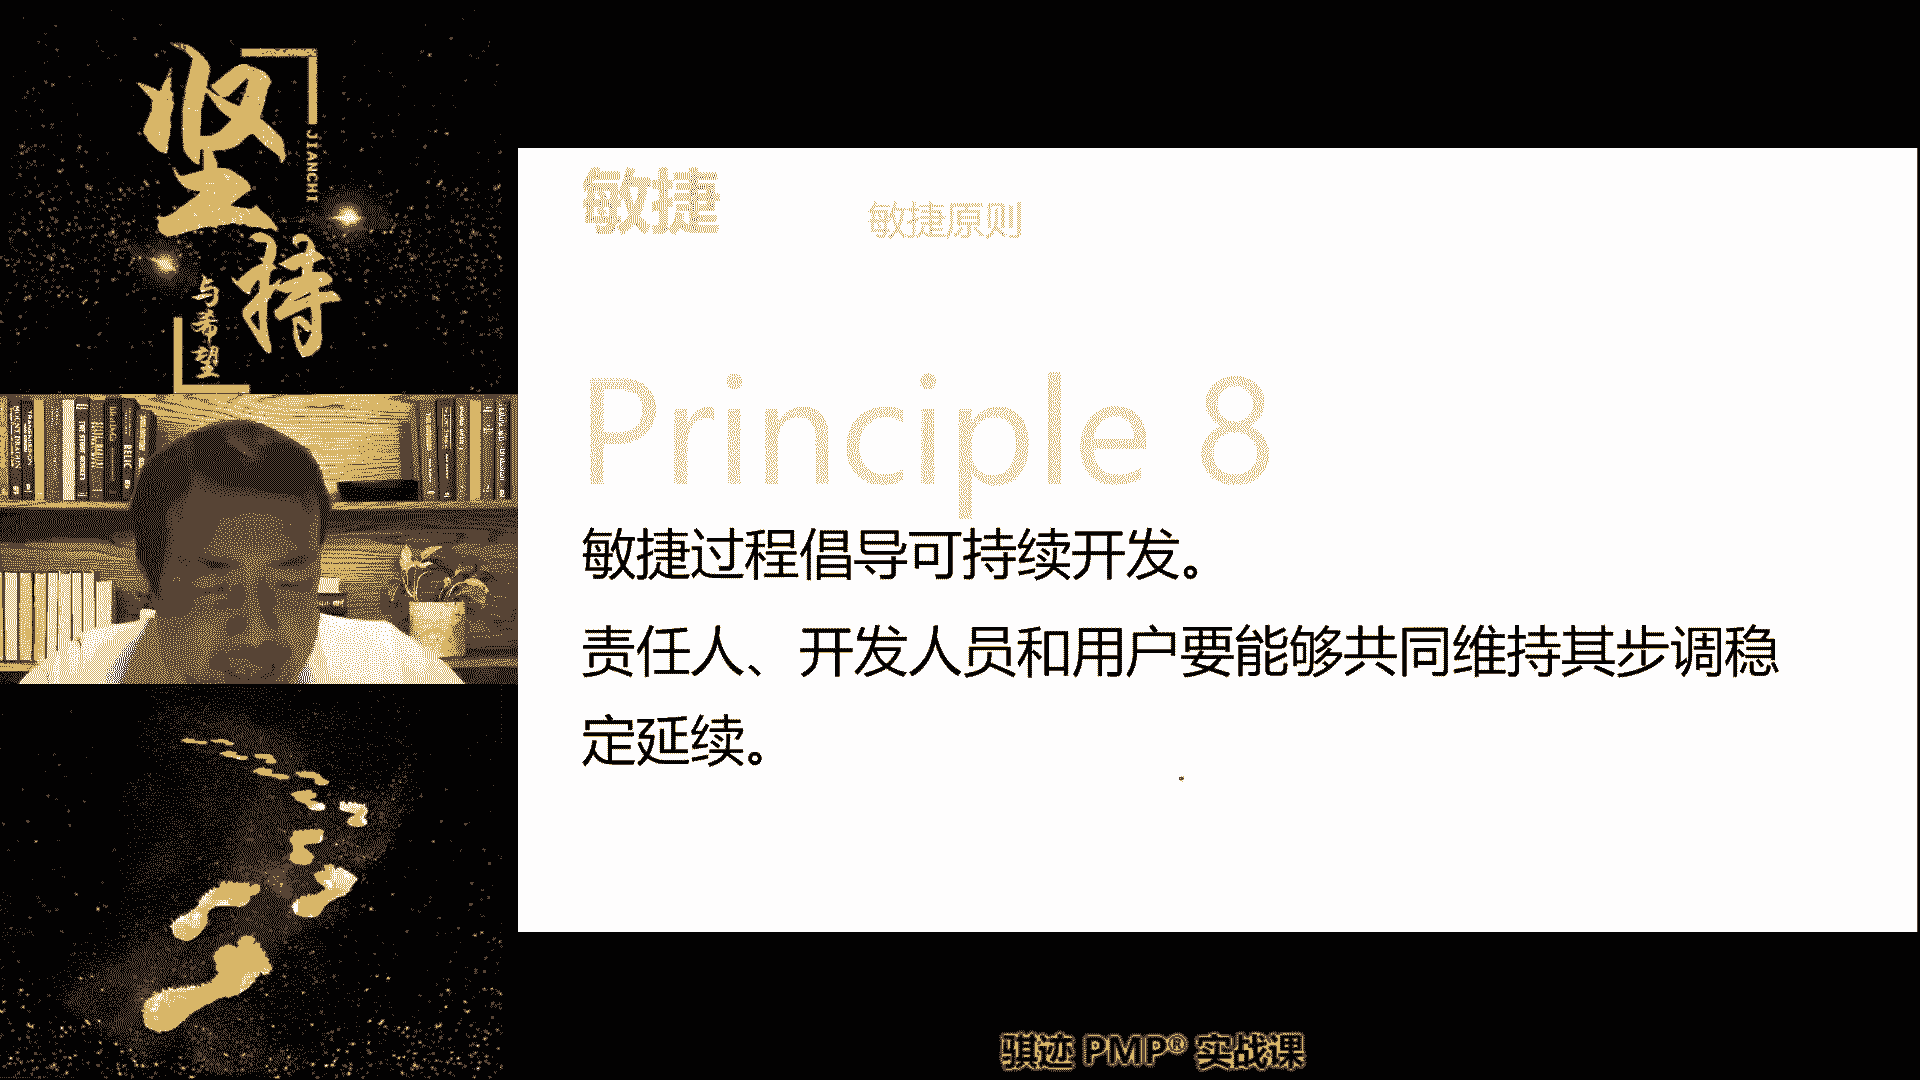 坚持
JIANCHI
与希望
敏捷
敏捷原则
Principle 8
敏捷过程倡导可持续开发。
责任人、开发人员和用户要能够共同维持其步调稳
定延续。
骐迹 PMP® 实战课